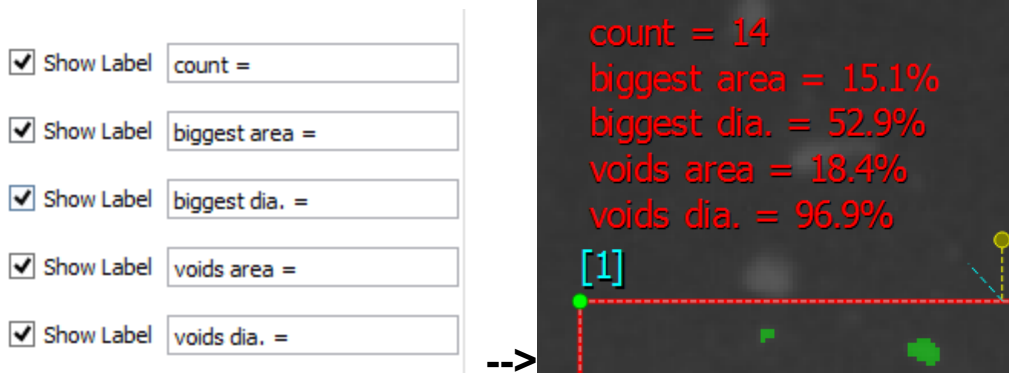 Show Label count =
Show Label biggest area =
Show Label biggest dia. =
Show Label voids area =
Show Label voids dia. =
-->
count = 14
biggest area = 15.1%
biggest dia. = 52.9%
voids area = 18.4%
voids dia. = 96.9%
[1]